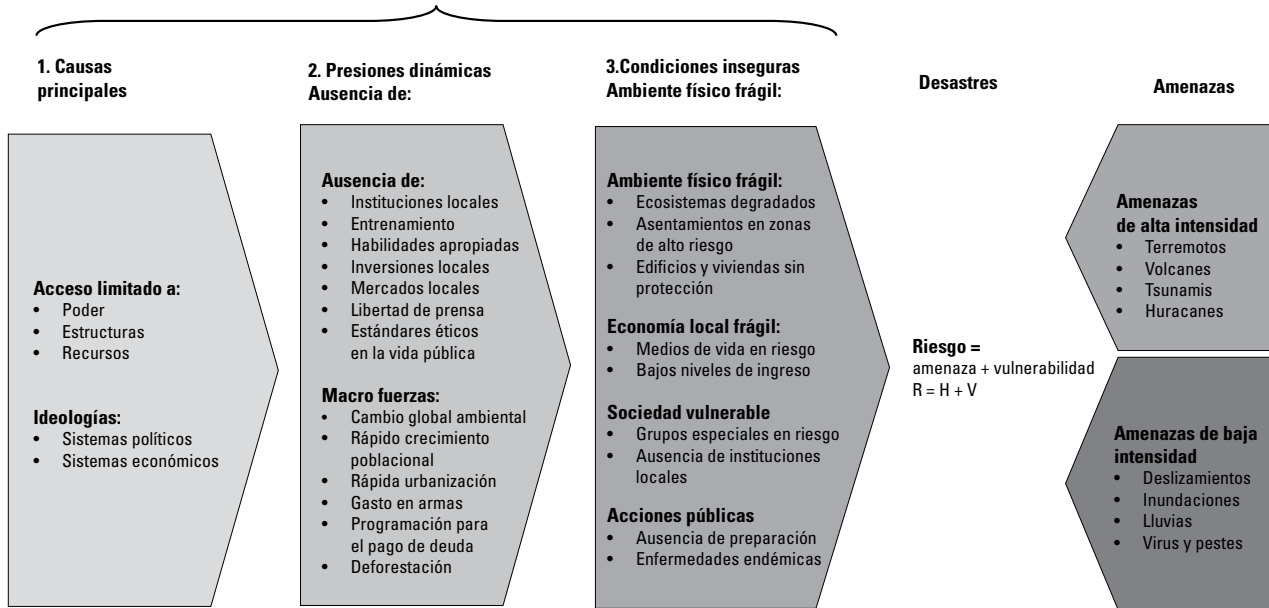 1. Causas
principales
2. Presiones dinámicas
Ausencia de:
3.Condiciones inseguras
Ambiente físico frágil:
Desastres
Amenazas
Acceso limitado a:
• Poder
• Estructuras
• Recursos
Ideologías:
• Sistemas políticos
• Sistemas económicos
Ausencia de:
• Instituciones locales
• Entrenamiento
• Habilidades apropiadas
• Inversiones locales
• Mercados locales
• Libertad de prensa
• Estándares éticos
en la vida pública
Macro fuerzas:
• Cambio global ambiental
• Rápido crecimiento
poblacional
• Rápida urbanización
• Gasto en armas
• Programación para
el pago de deuda
• Deforestación
Ambiente físico frágil:
• Ecosistemas degradados
• Asentamientos en zonas
de alto riesgo
• Edificios y viviendas sin
protección
Economía local frágil:
• Medios de vida en riesgo
• Bajos niveles de ingreso
Sociedad vulnerable
• Grupos especiales en riesgo
• Ausencia de instituciones
locales
Acciones públicas
• Ausencia de preparación
• Enfermedades endémicas
Riesgo =
amenaza + vulnerabilidad
R = H + V
Amenazas
de alta intensidad
• Terremotos
• Volcanes
• Tsunamis
• Huracanes
Amenazas de baja
intensidad
• Deslizamientos
• Inundaciones
• Lluvias
• Virus y pestes